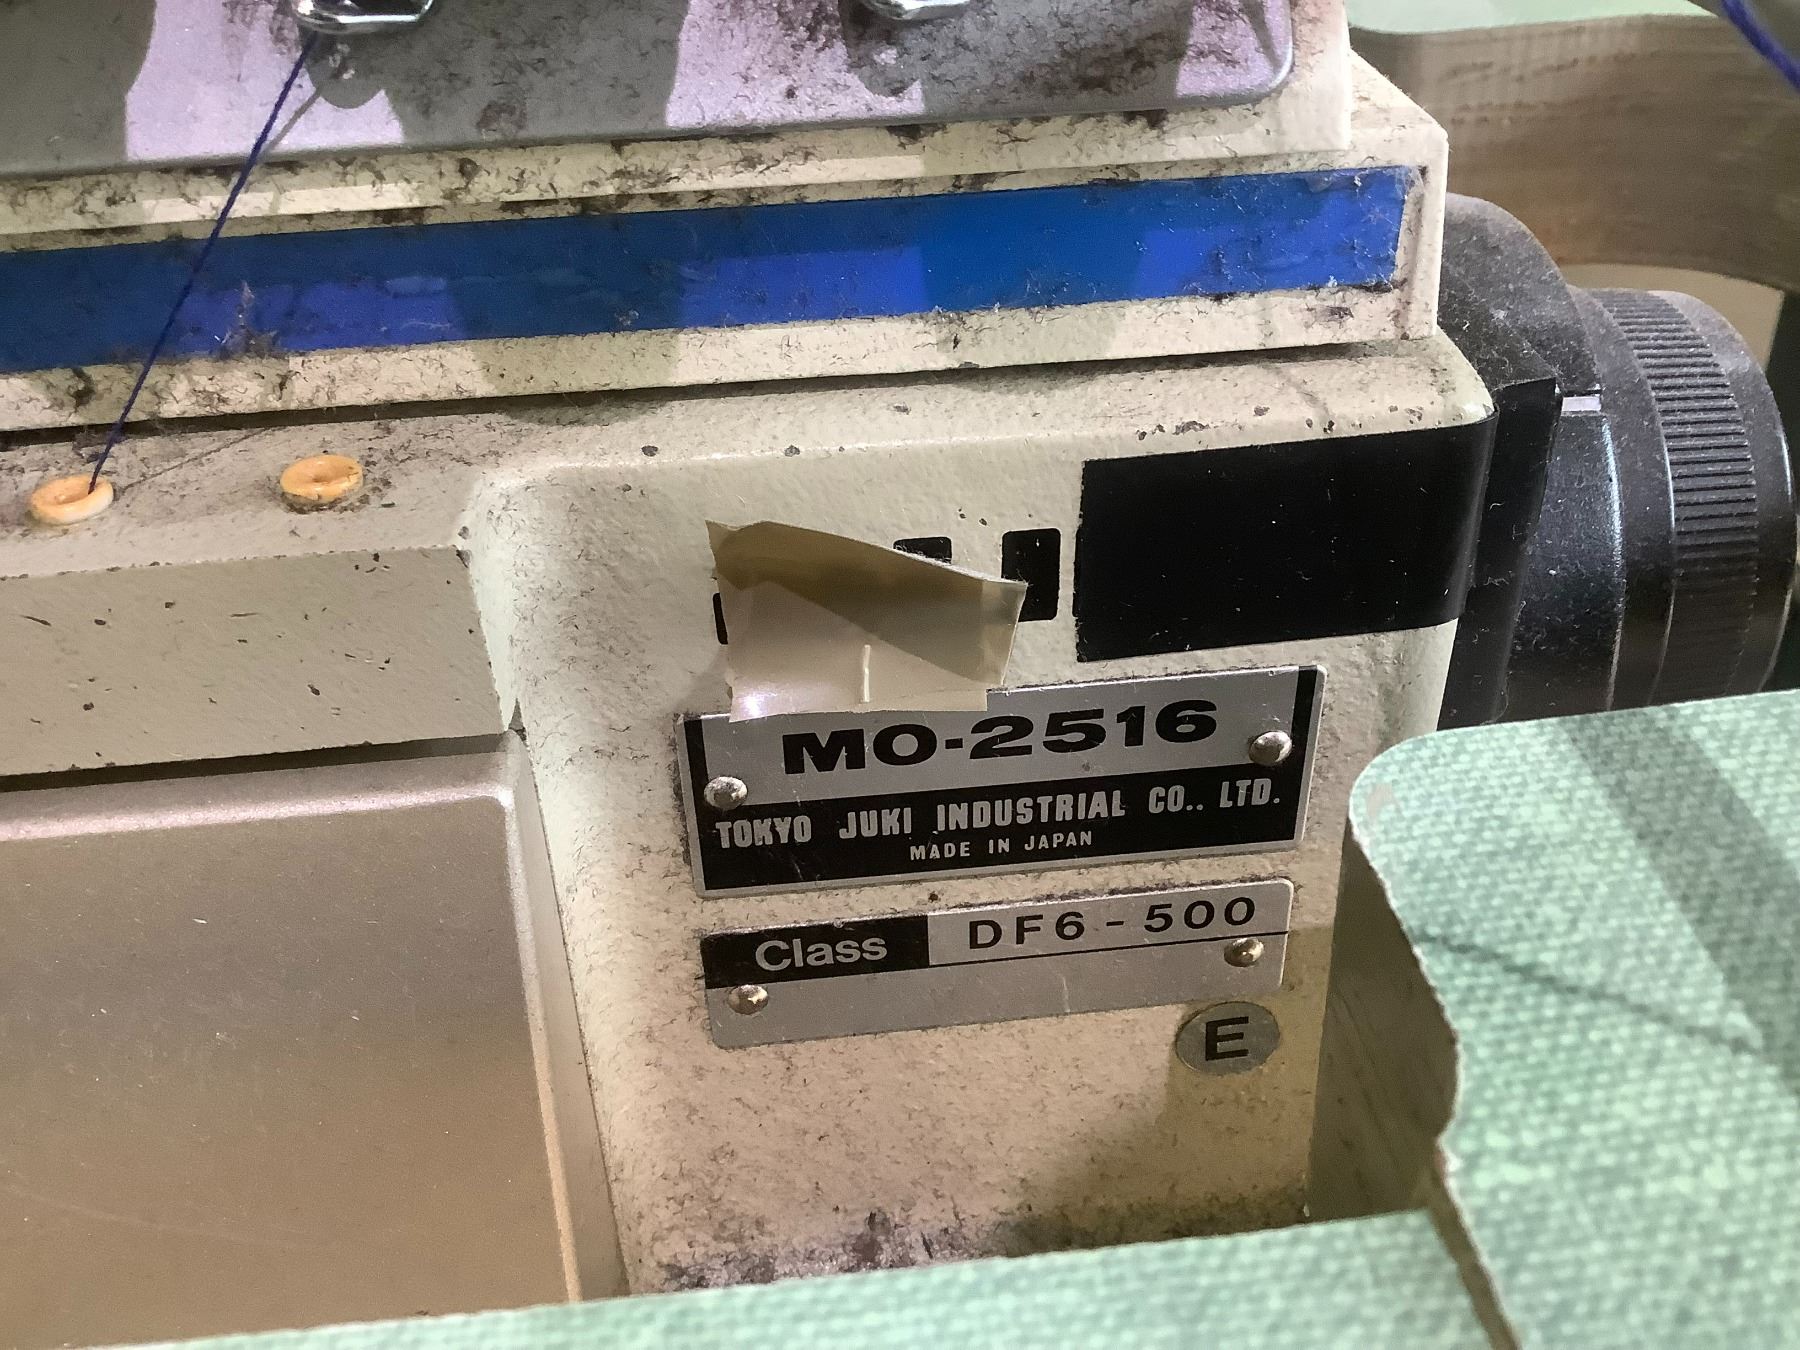 MO-2516
TOKYO JUKI INDUSTRIAL CO.. LTD.
MADE IN JAPAN
Class DF6-500
E